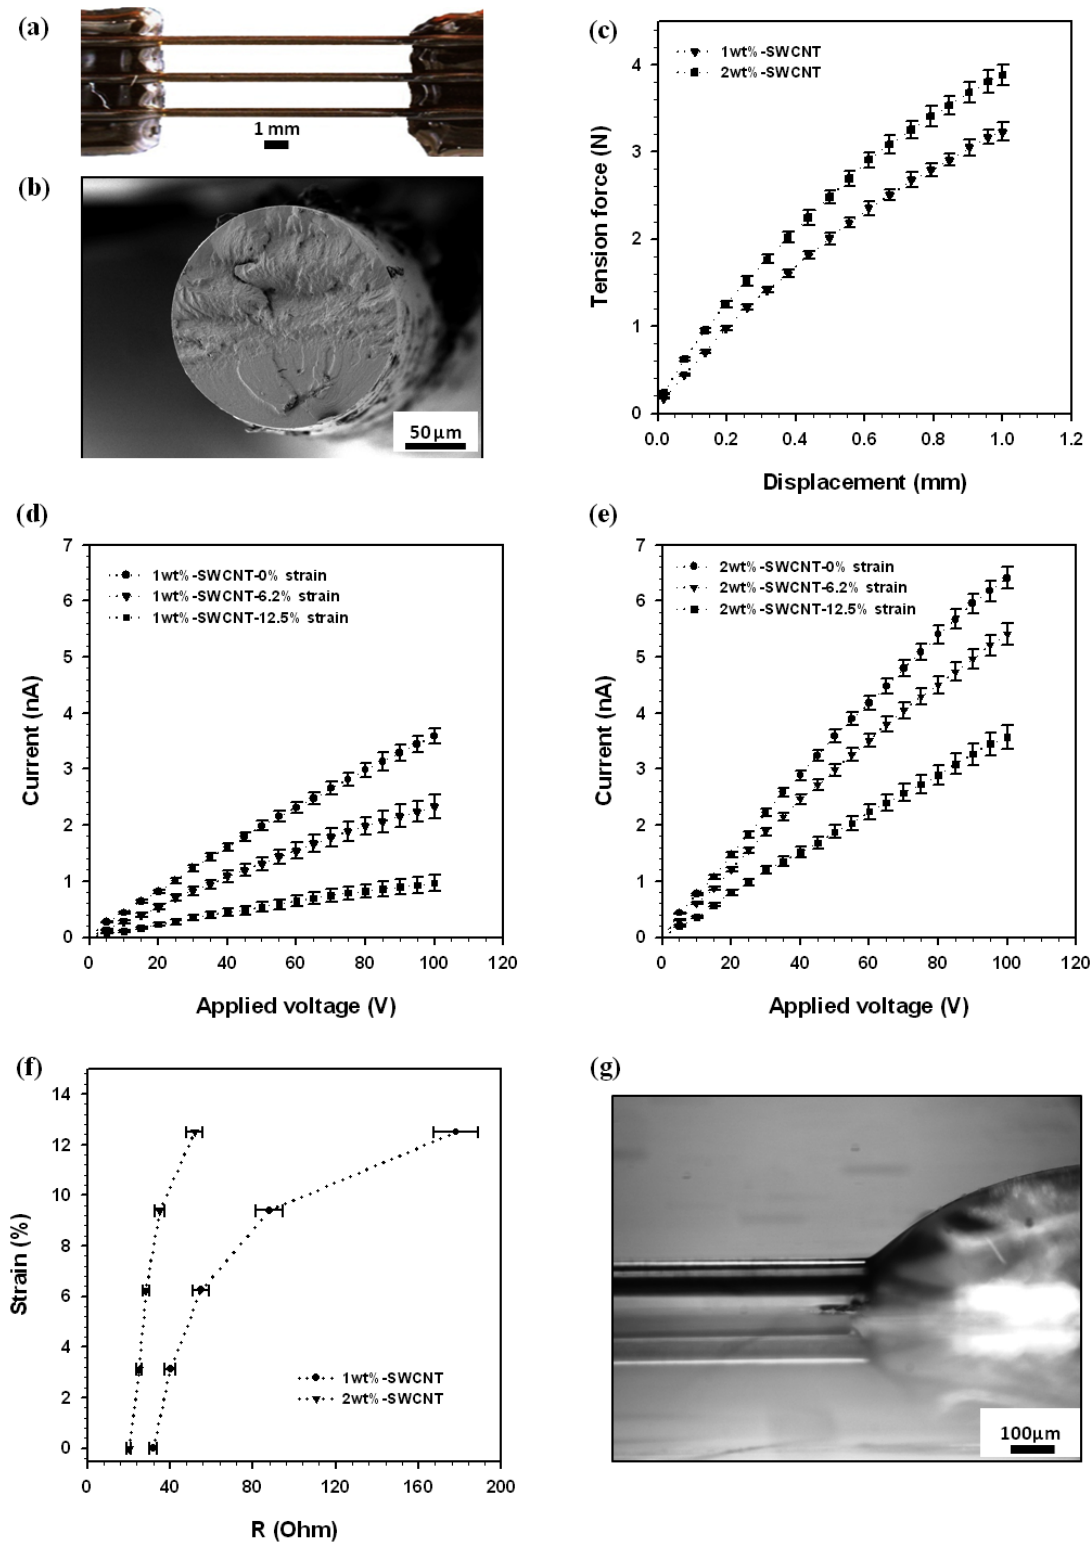 (a)
1 mm
(b)
50 µm
(c)
1wt%-SWCNT
2wt%-SWCNT
Tension force (N)
4
3
2
1
0
0.0 0.2 0.4 0.6 0.8 1.0 1.2
Displacement (mm)
(d)
1wt%-SWCNT-0% strain
1wt%-SWCNT-6.2% strain
1wt%-SWCNT-12.5% strain
Current (nA)
7
6
5
4
3
2
1
0
0 20 40 60 80 100 120
Applied voltage (V)
(e)
2wt%-SWCNT-0% strain
2wt%-SWCNT-6.2% strain
2wt%-SWCNT-12.5% strain
Current (nA)
7
6
5
4
3
2
1
0
0 20 40 60 80 100 120
Applied voltage (V)
(f)
Strain (%)
14
12
10
8
6
4
2
0
1wt%-SWCNT
2wt%-SWCNT
0 40 80 120 160 200
R (Ohm)
(g)
100µm